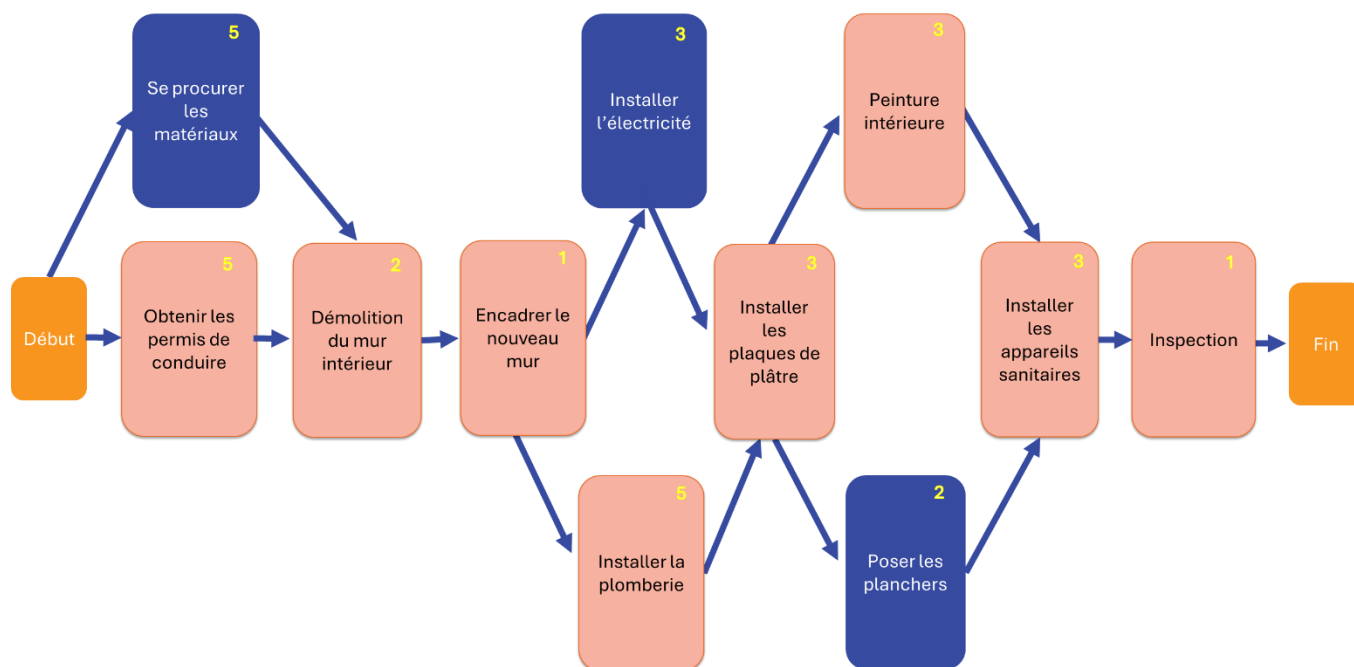 5
Se procurer
les
matériaux
3
Installer
l’électricité
3
Peinture
intérieure
Début
5
Obtenir les
permis de
conduire
2
Démolition
du mur
intérieur
1
Encadrer le
nouveau
mur
3
Installer
les
plaques de
plâtre
3
Installer
les
appareils
sanitaires
1
Inspection
Fin
5
Installer la
plomberie
2
Poser les
planchers